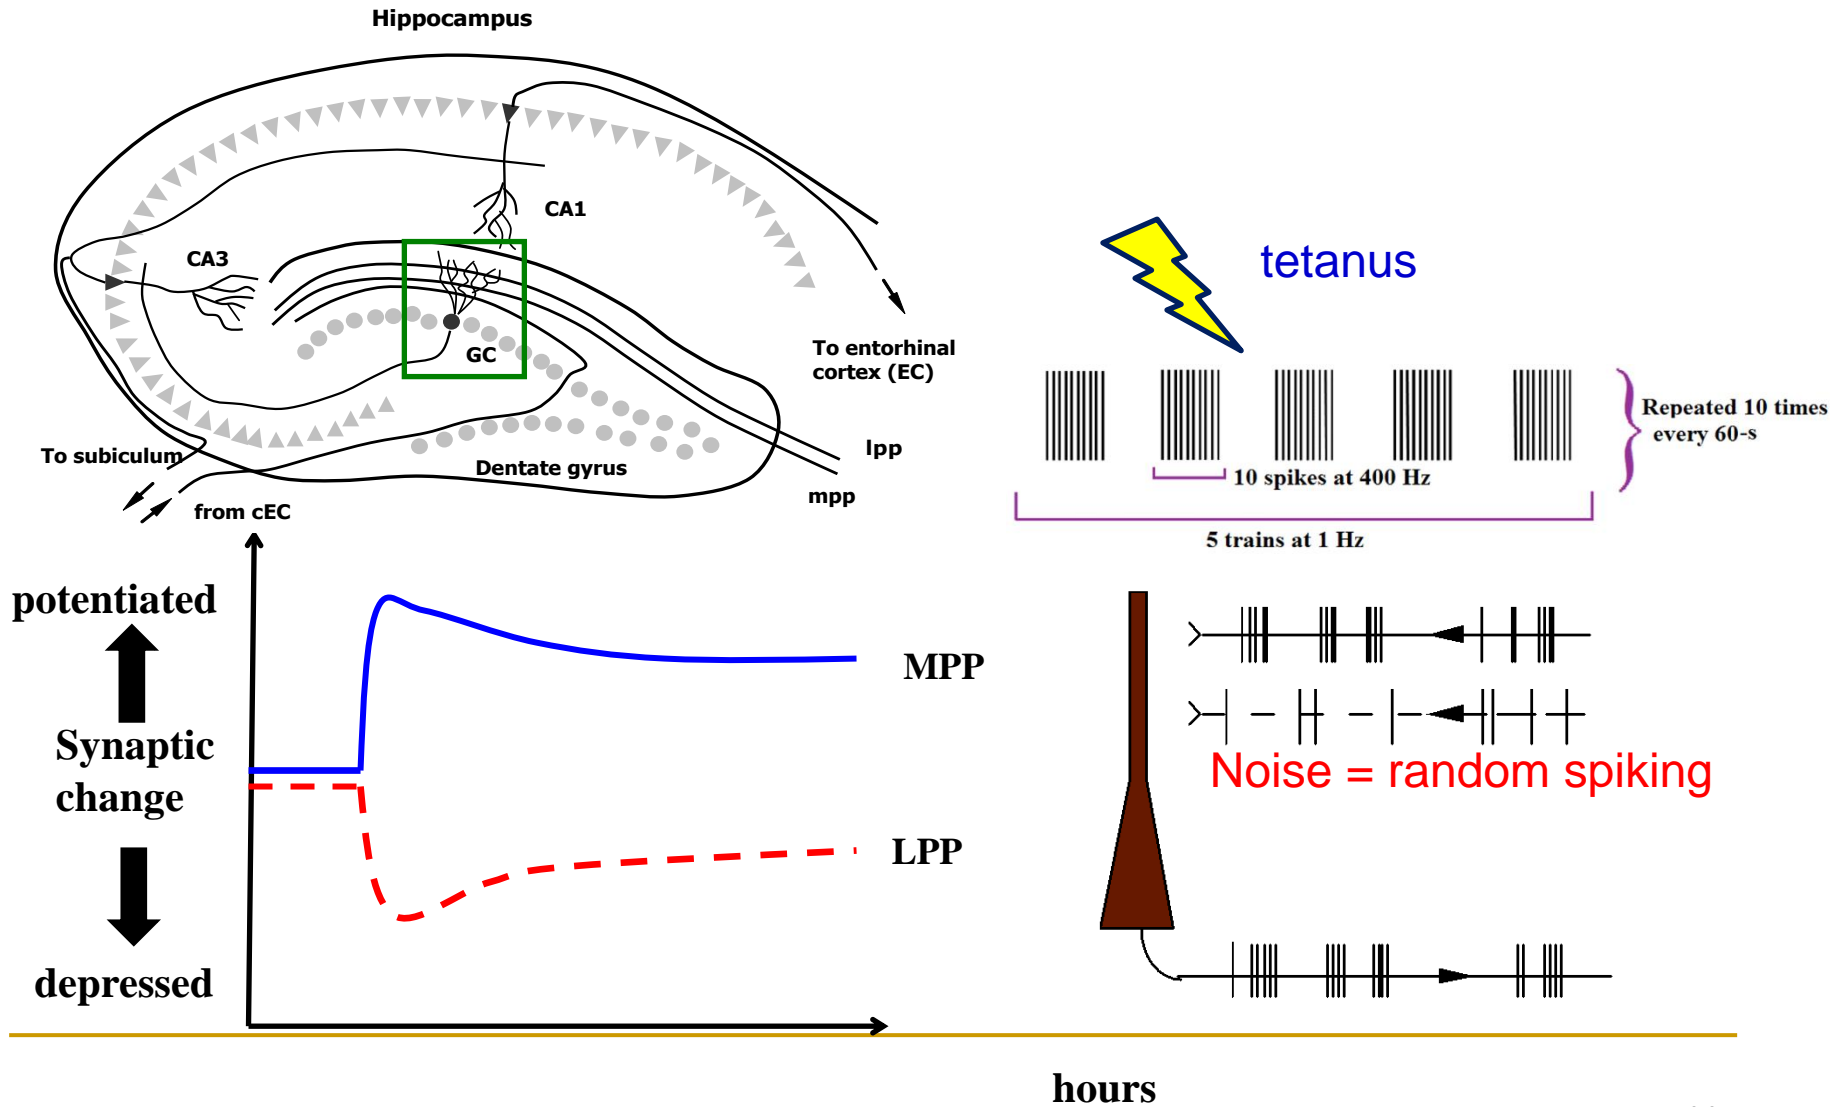 Hippocampus
CA1
CA3
GC
To entorhinal
cortex (EC)
To subiculum
Dentate gyrus
lpp
mpp
from cEC
tetanus
Repeated 10 times
every 60-s
10 spikes at 400 Hz
5 trains at 1 Hz
potentiated
Synaptic
change
depressed
MPP
LPP
Noise = random spiking
hours